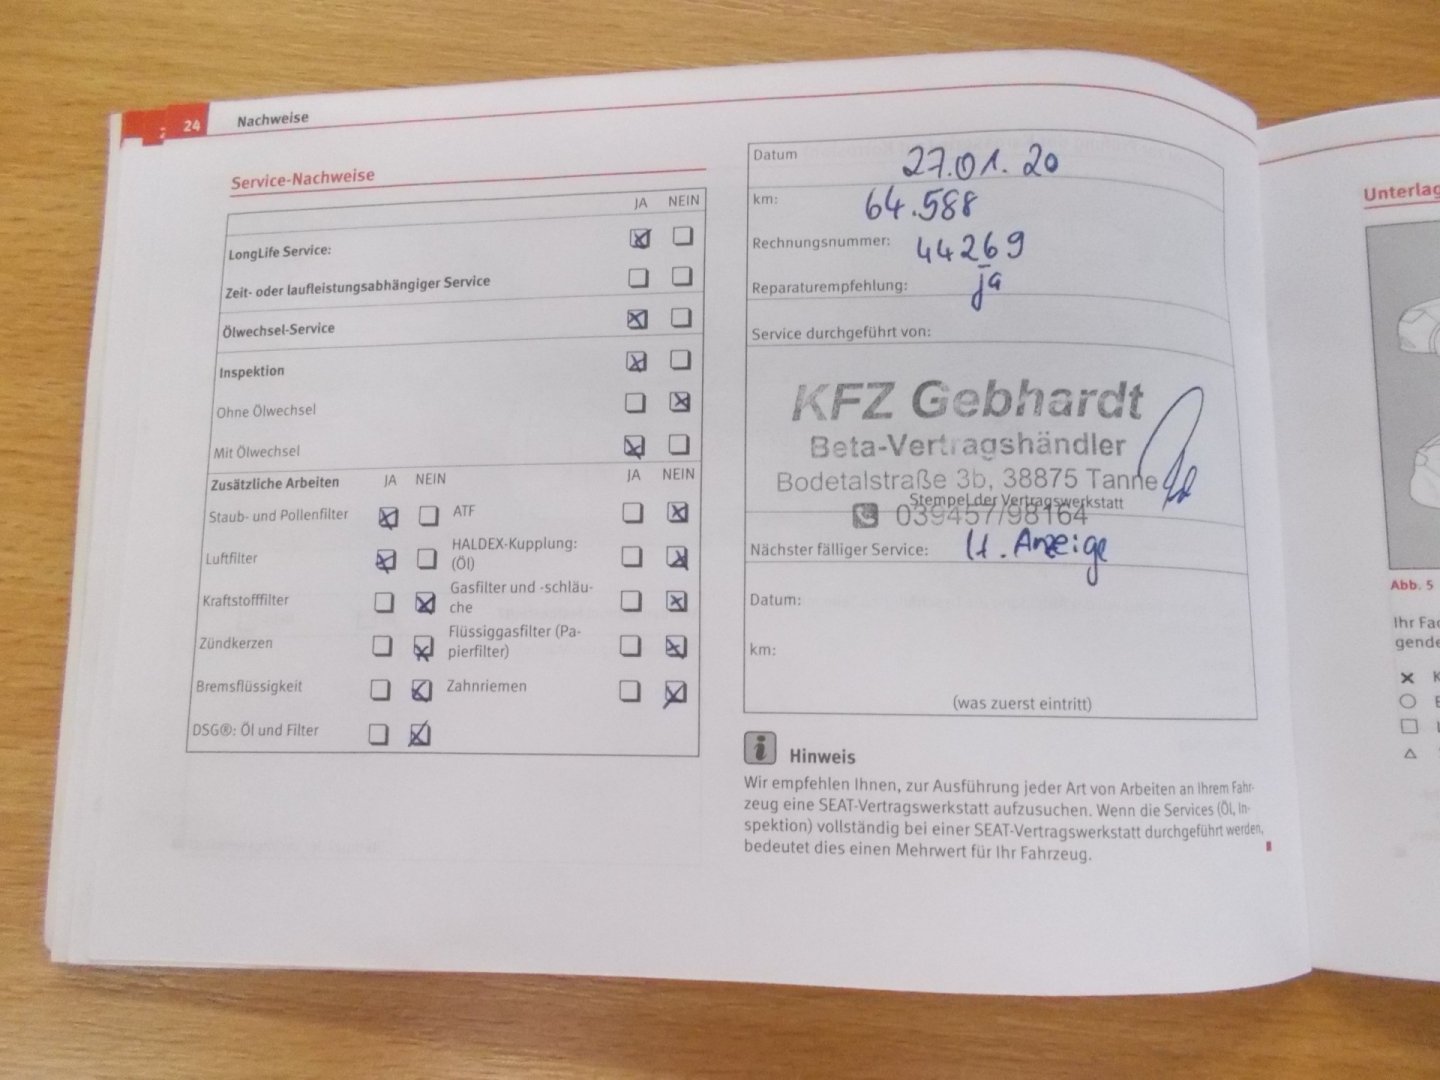 24 Nachweise
Service-Nachweise
JA NEIN
LongLife Service:
Zeit- oder laufleistungsabhängiger Service
Ölwechsel-Service
Inspektion
Ohne Ölwechsel
Mit Ölwechsel
Zusätzliche Arbeiten JA NEIN JA NEIN
Staub- und Pollenfilter ATF
Luftfilter HALDEX-Kupplung:
(Öl)
Kraftstofffilter Gasfilter und -schläu-
che
Zündkerzen Flüssiggasfilter (Pa-
pierfilter)
Bremsflüssigkeit Zahnriemen
DSG®: Öl und Filter
Datum 27.01.20
km: 64.588
Rechnungsnummer: 44269
Reparaturempfehlung: ja
Service durchgeführt von:
KFZ Gebhardt
Beta-Vertragshändler
Bodetalstraße 3b, 38875 Tanne
Stempel der Vertragswerkstatt
039457/98164
Nächster fälliger Service: lt. Anzeige
Datum:
km:
(was zuerst eintritt)
i Hinweis
Wir empfehlen Ihnen, zur Ausführung jeder Art von Arbeiten an Ihrem Fahr-
zeug eine SEAT-Vertragswerkstatt aufzusuchen. Wenn die Services (Öl, In-
spektion) vollständig bei einer SEAT-Vertragswerkstatt durchgeführt werden,
bedeutet dies einen Mehrwert für Ihr Fahrzeug.
Unterlag
Abb. 5
Ihr Fa
gende